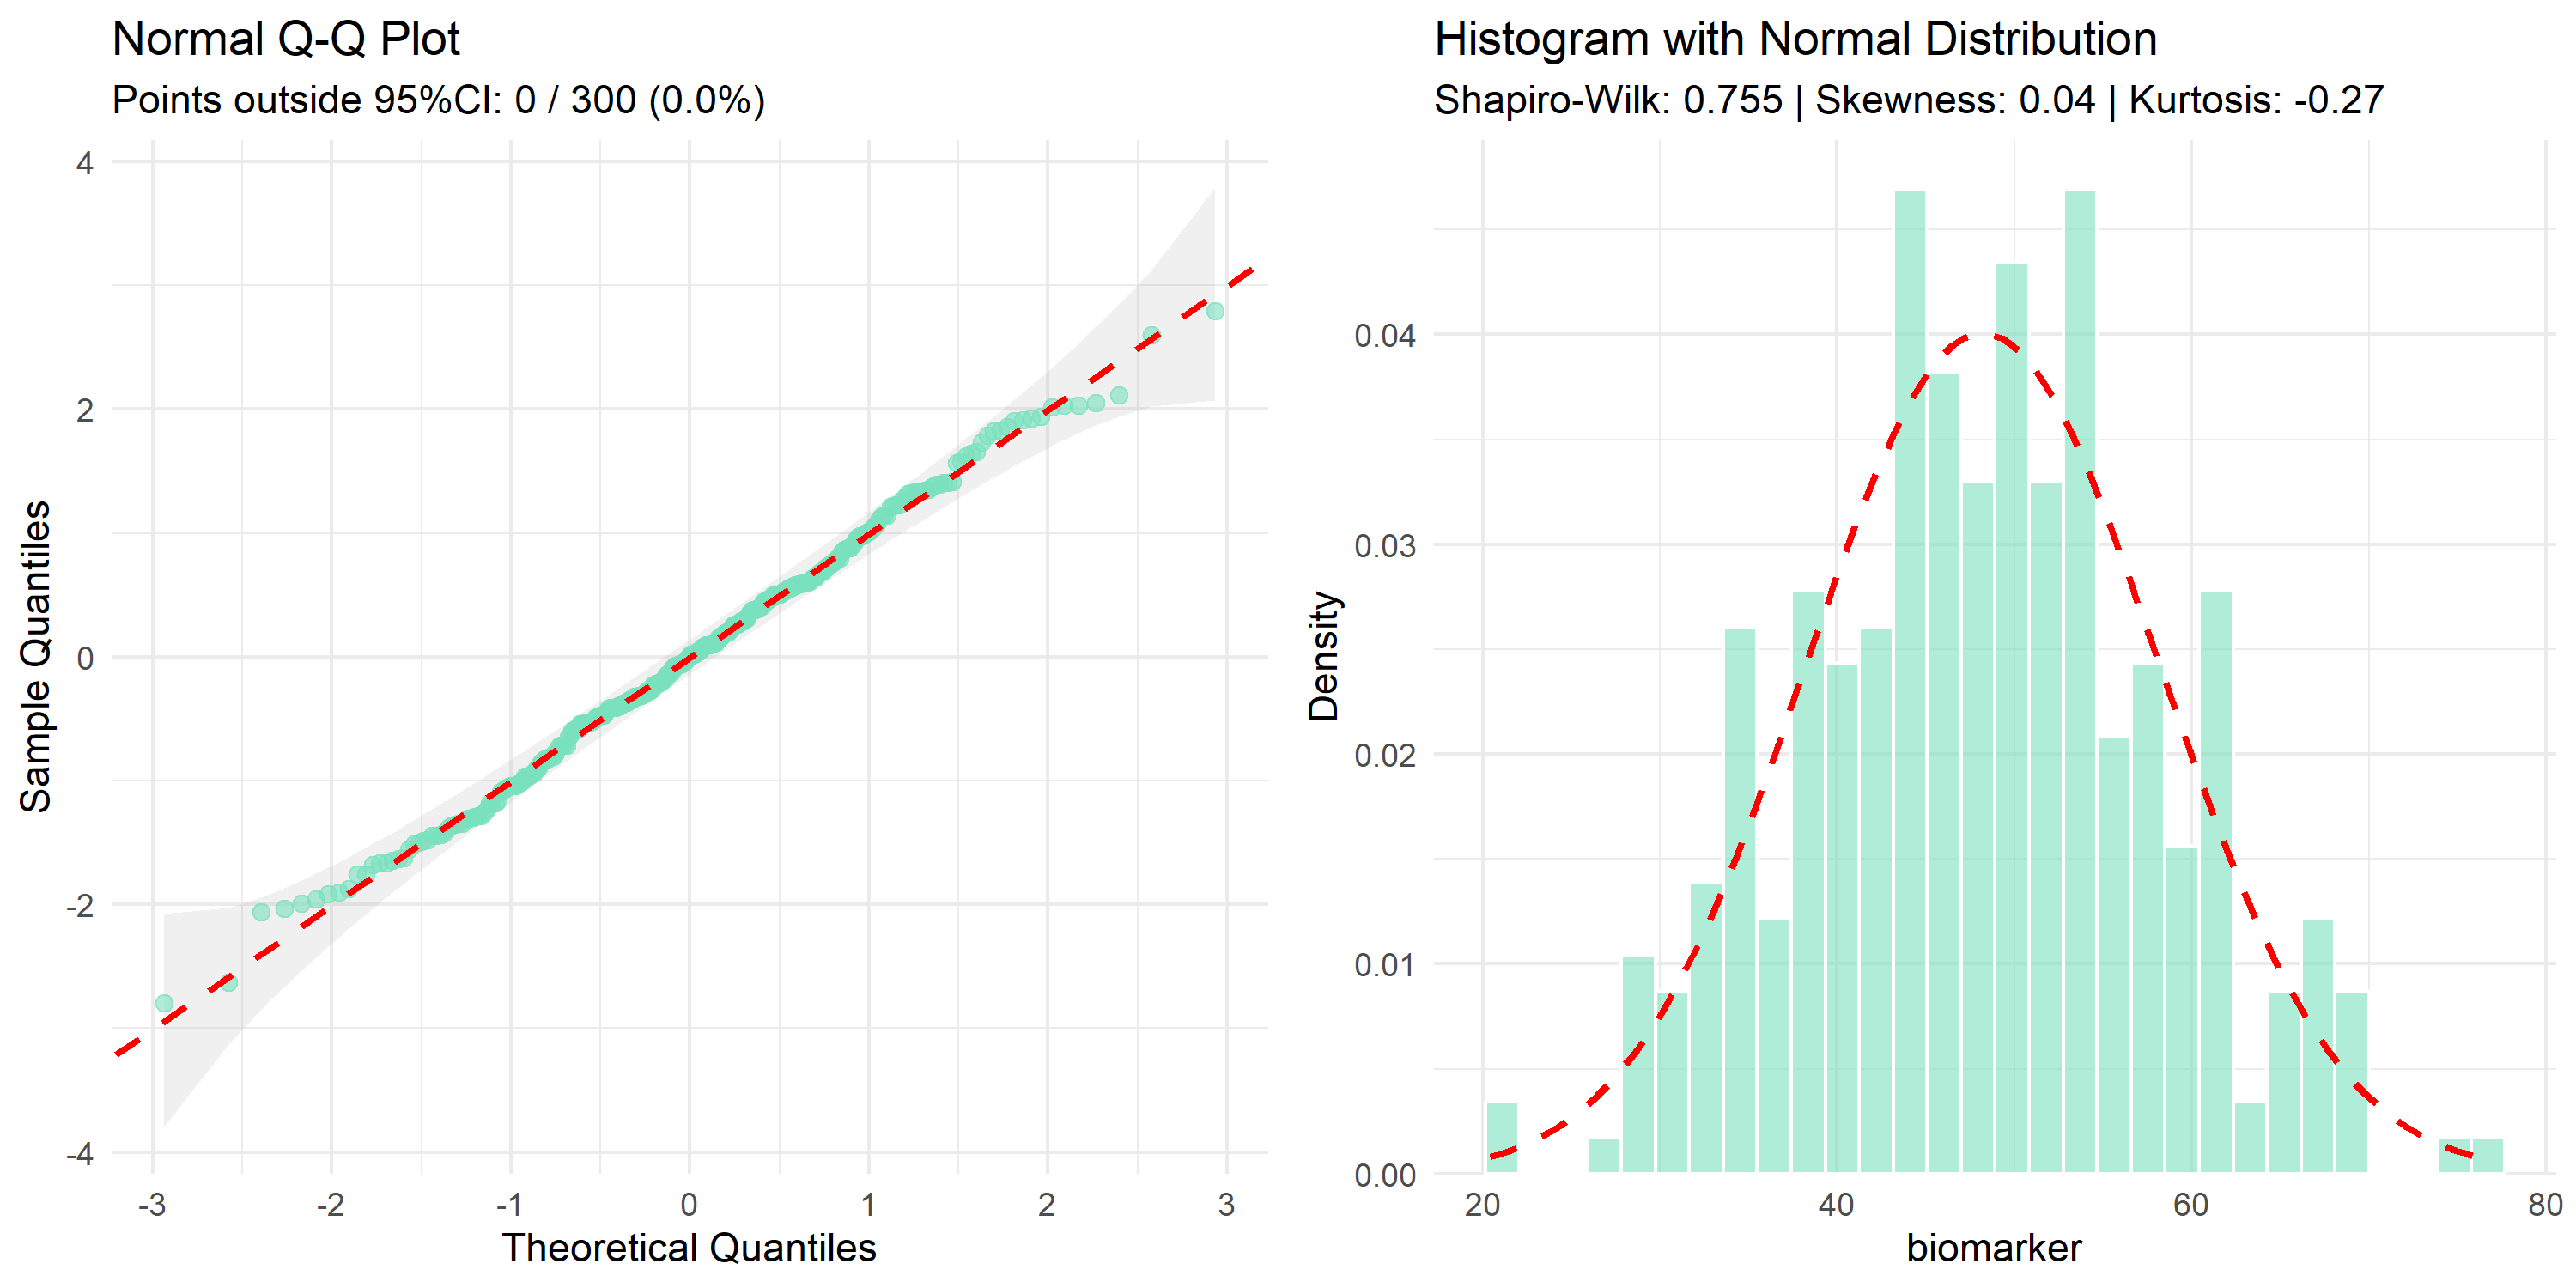 Normal Q-Q Plot
Points outside 95%CI: 0 / 300 (0.0%)
4
2
0
-2
-4
Sample Quantiles
-3
-2
-1
0
1
2
3
Theoretical Quantiles
Histogram with Normal Distribution
Shapiro-Wilk: 0.755 | Skewness: 0.04 | Kurtosis: -0.27
0.04
0.03
0.02
0.01
0.00
Density
20
40
60
80
biomarker